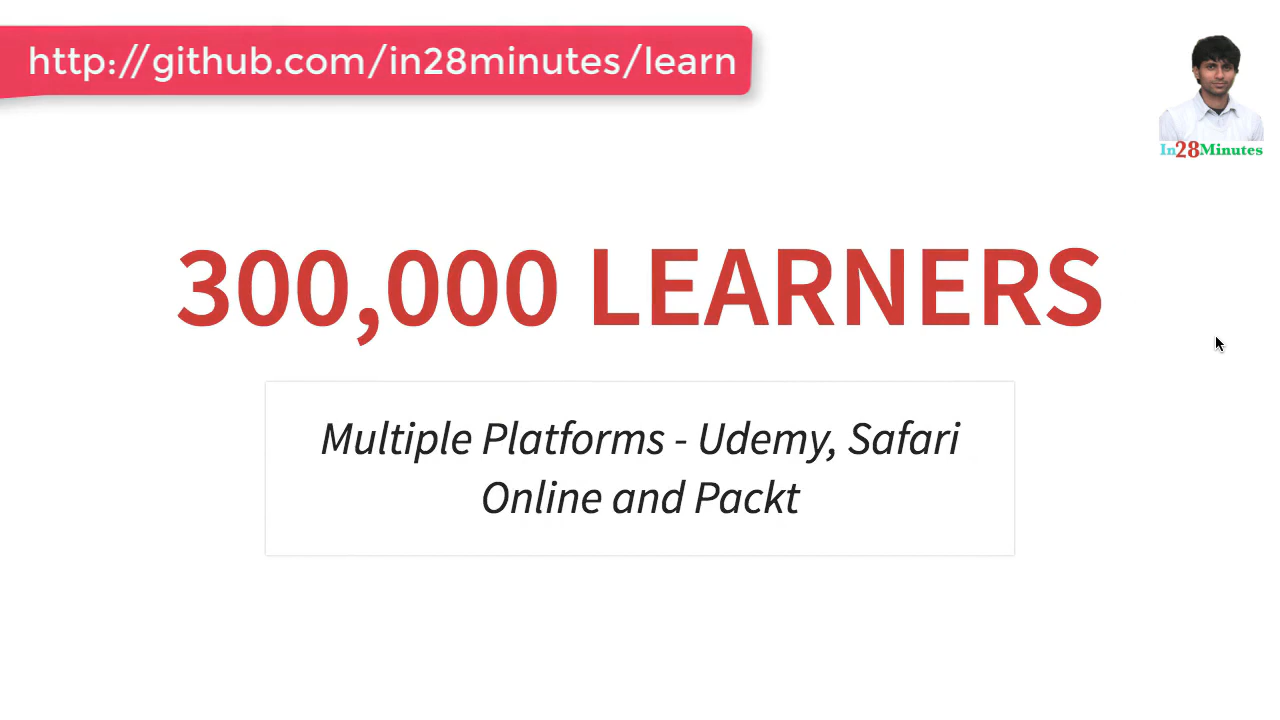 http://github.com/in28minutes/learn
In28Minutes
300,000 LEARNERS
Multiple Platforms - Udemy, Safari
Online and Packt